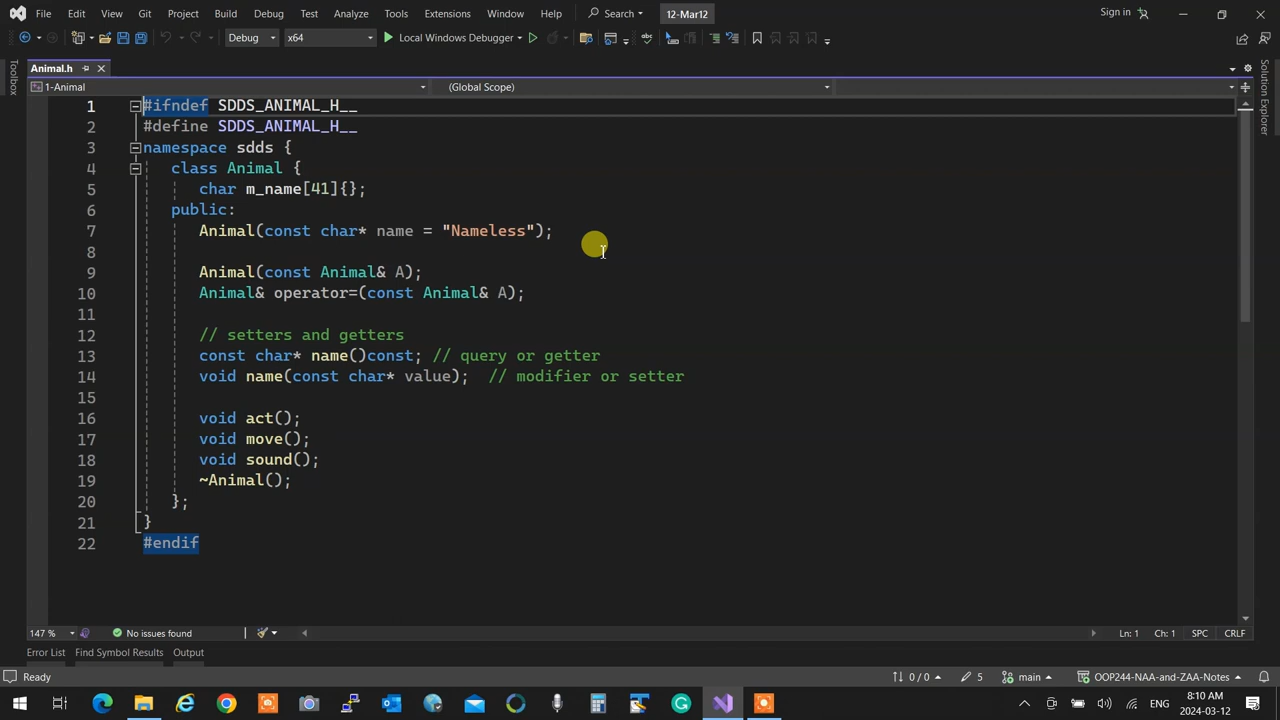 File Edit View Git Project Build Debug Test Analyze Tools Extensions Window Help Search 12-Mar12 Sign in
Debug x64 Local Windows Debugger
Toolbox
Animal.h
Solution Explorer
1-Animal (Global Scope)
1 #ifndef SDDS_ANIMAL_H__
2 #define SDDS_ANIMAL_H__
3 namespace sdds {
4 class Animal {
5 char m_name[41]{};
6 public:
7 Animal(const char* name = "Nameless");
8
9 Animal(const Animal& A);
10 Animal& operator=(const Animal& A);
11
12 // setters and getters
13 const char* name()const; // query or getter
14 void name(const char* value); // modifier or setter
15
16 void act();
17 void move();
18 void sound();
19 ~Animal();
20 };
21 }
22 #endif
147 % No issues found Ln: 1 Ch: 1 SPC CRLF
Error List Find Symbol Results Output
Ready 0 / 0 5 main OOP244-NAA-and-ZAA-Notes
ENG 8:10 AM
2024-03-12